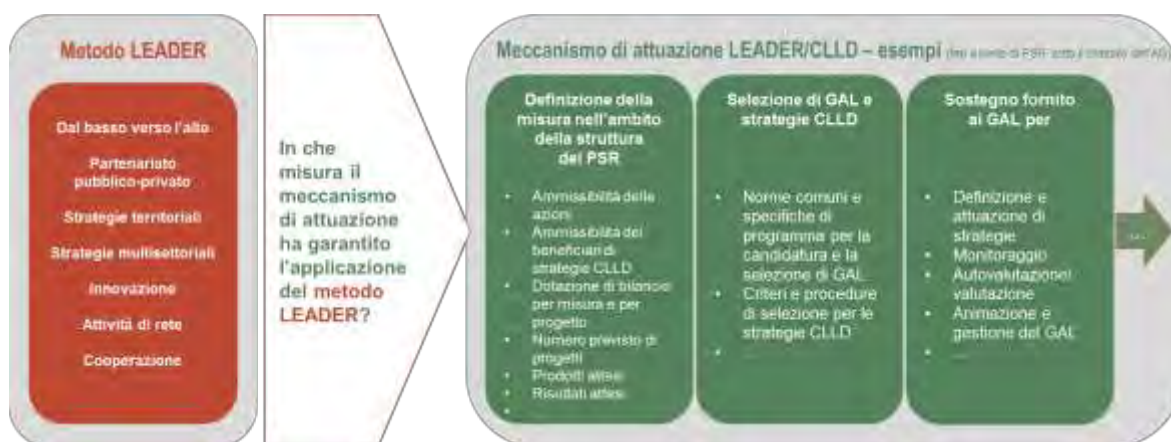 Metodo LEADER
Dal basso verso l'alto
Partenariato
pubblico-privato
Strategie territoriali
Strategie multisettoriali
Innovazione
Attività di rete
Cooperazione
In che
misura il
meccanismo
di attuazione
ha garantito
l'applicazione
del metodo
LEADER?
Meccanismo di attuazione LEADER/CLLD – esempi
Definizione della
misura nell'ambito
della struttura
del PSR
• Ammissibilità delle
azioni
• Ammissibilità dei
beneficiari di
strategie CLLD
• Dotazione di bilancio
per misura e per
progetto
• Numero previsto di
progetti
• Prodotti attesi
• Risultati attesi
•
Selezione di GAL e
strategie CLLD
• Norme comuni e
specifiche di
programma per la
candidatura e la
selezione di GAL
• Criteri e procedure
di selezione per le
strategie CLLD
• ...
Sostegno fornito
ai GAL per
• Definizione e
attuazione di
strategie
• Monitoraggio
• Autovalutazione/
valutazione
• Animazione e
gestione del GAL
• ...
...